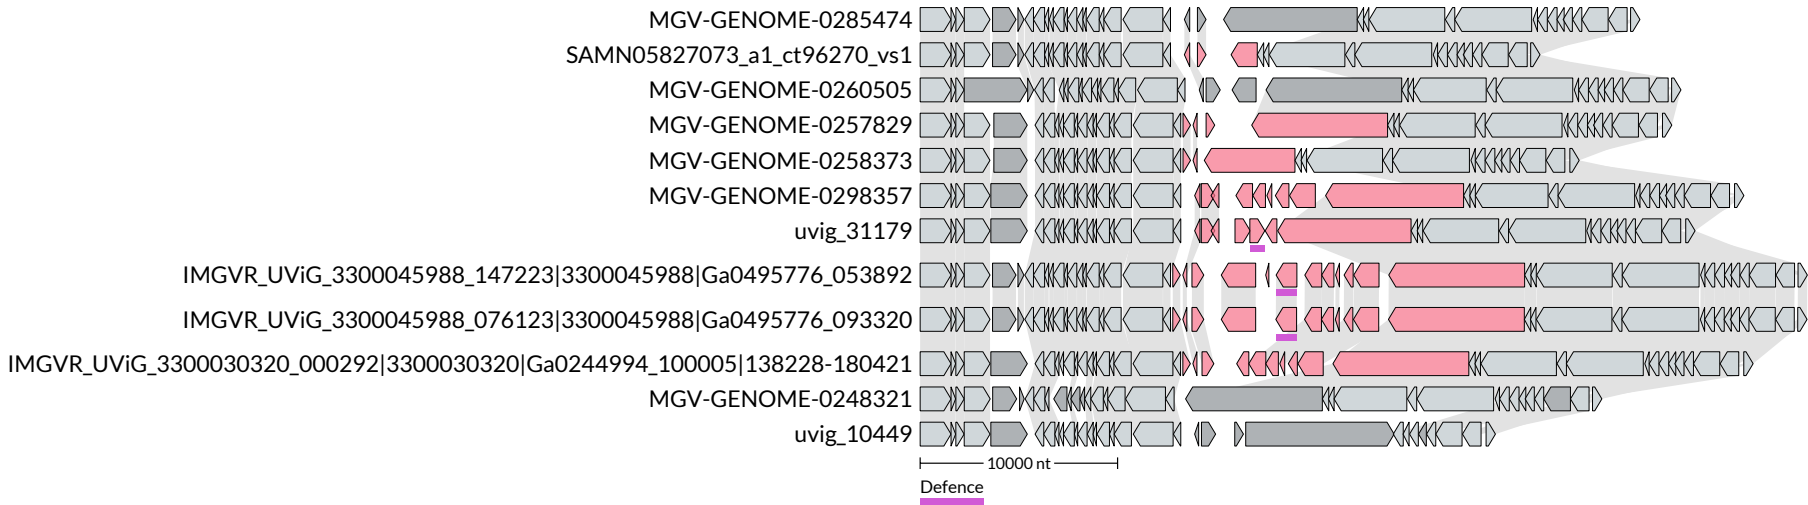 MGV-GENOME-0285474
SAMN05827073_a1_ct96270_vs1
MGV-GENOME-0260505
MGV-GENOME-0257829
MGV-GENOME-0258373
MGV-GENOME-0298357
uvig_31179
IMGVR_UViG_3300045988_147223|3300045988|Ga0495776_053892
IMGVR_UViG_3300045988_076123|3300045988|Ga0495776_093320
IMGVR_UViG_3300030320_000292|3300030320|Ga0244994_100005|138228-180421
MGV-GENOME-0248321
uvig_10449
10000 nt
Defence